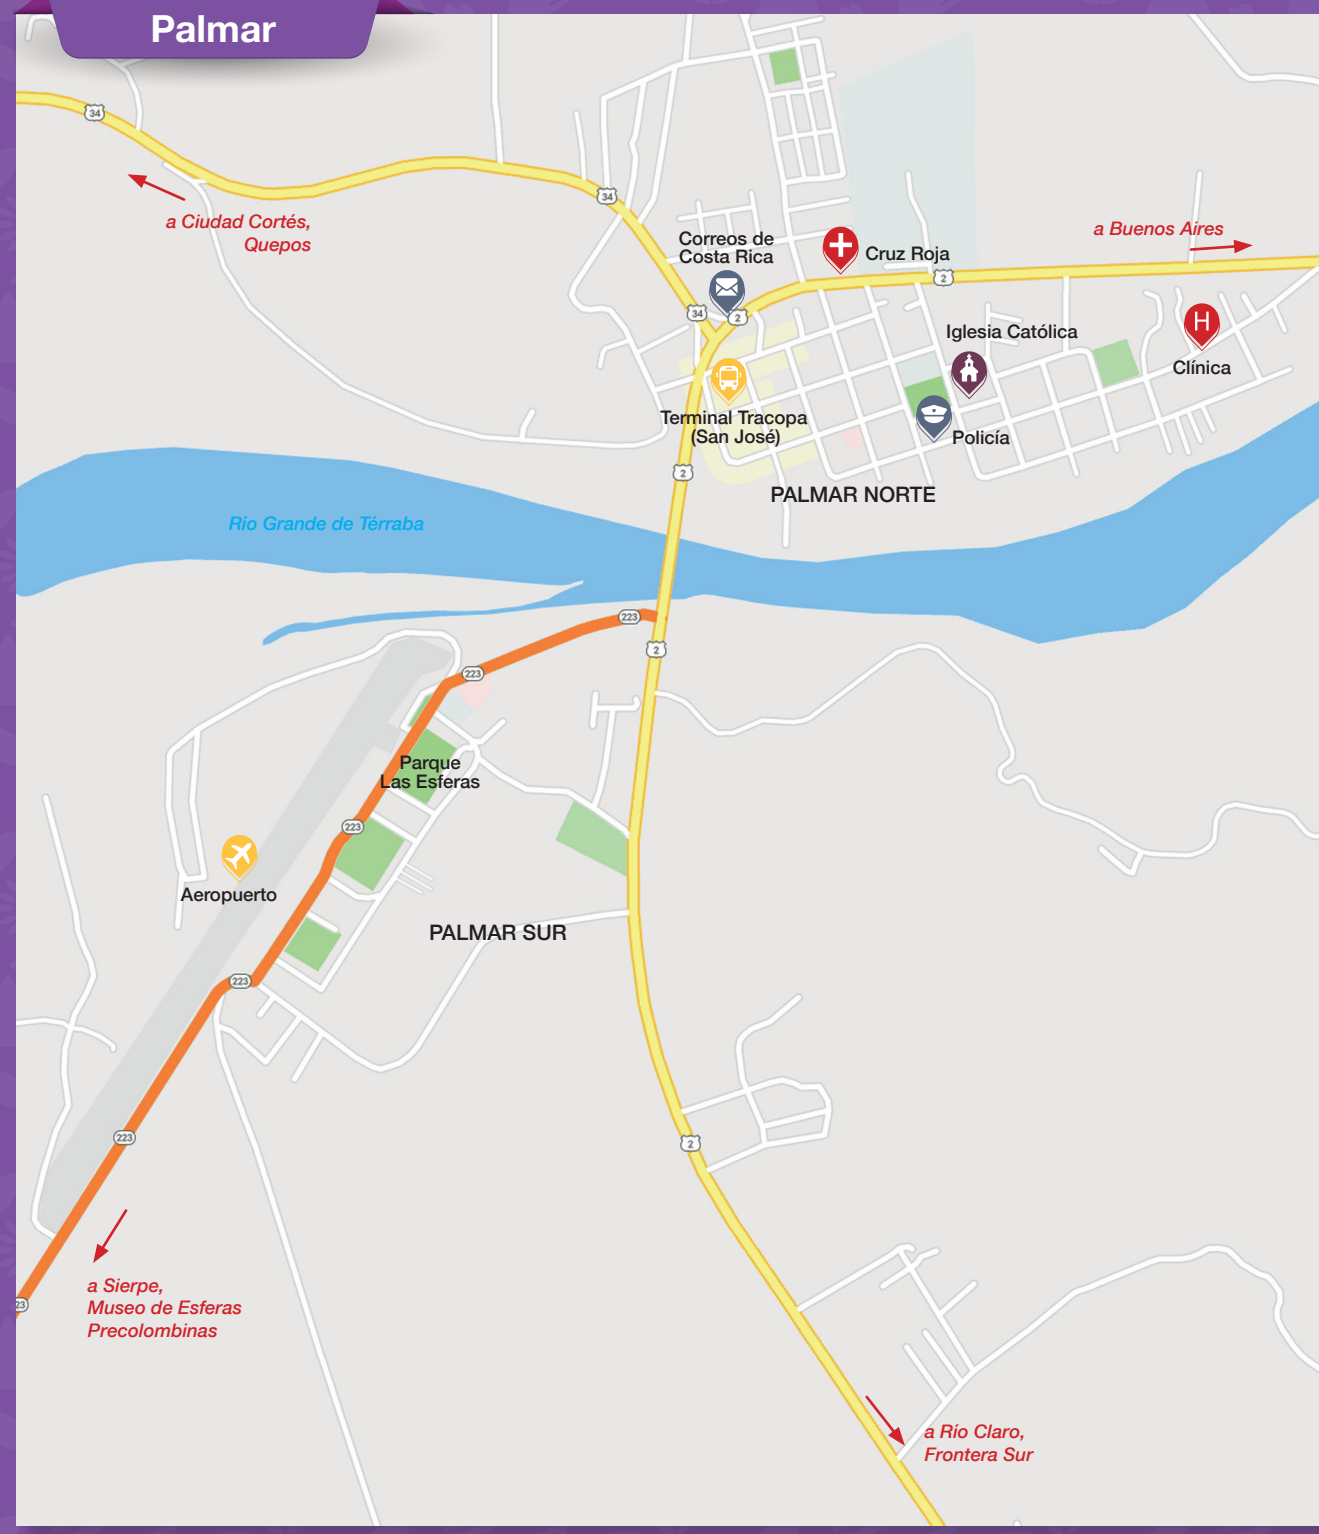 Palmar
34
34
a Ciudad Cortés,
Quepos
Correos de
Costa Rica
Cruz Roja
a Buenos Aires
2
34
2
Iglesia Católica
H
Clínica
Terminal Tracopa
(San José)
Policía
2
PALMAR NORTE
Río Grande de Térraba
223
2
223
Parque
Las Esferas
223
Aeropuerto
PALMAR SUR
223
223
2
a Sierpe,
Museo de Esferas
Precolombinas
23
a Río Claro,
Frontera Sur